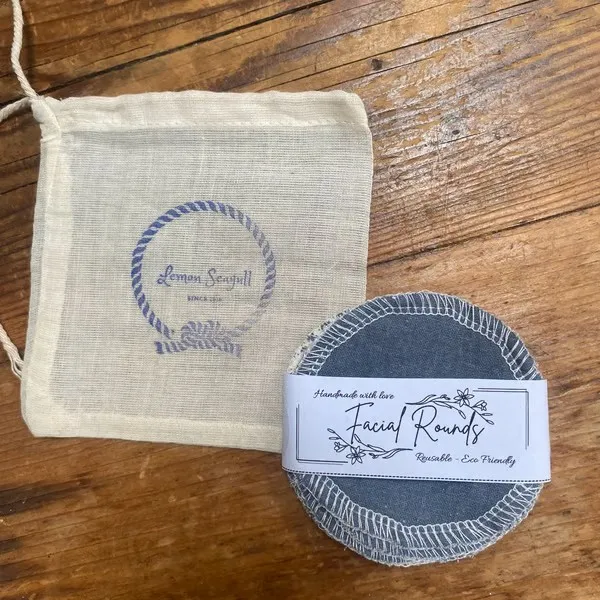 Lemon Seagull
SINCE
Handmade with love
Facial Rounds
Reusable - Eco Friendly